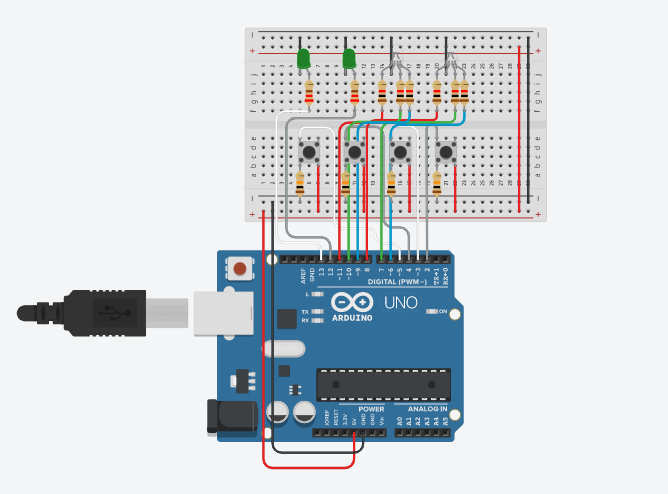 j i h g f
j i h g f
e d c b a
e d c b a
AREF
GND
13
12
~11
~10
~9
8
7
~6
~5
4
~3
2
TX→1
RX←0
DIGITAL (PWM~)
L
TX
RX
ARDUINO
UNO
ON
POWER
ANALOG IN
IOREF
RESET
3.3V
5V
GND
GND
Vin
A0
A1
A2
A3
A4
A5